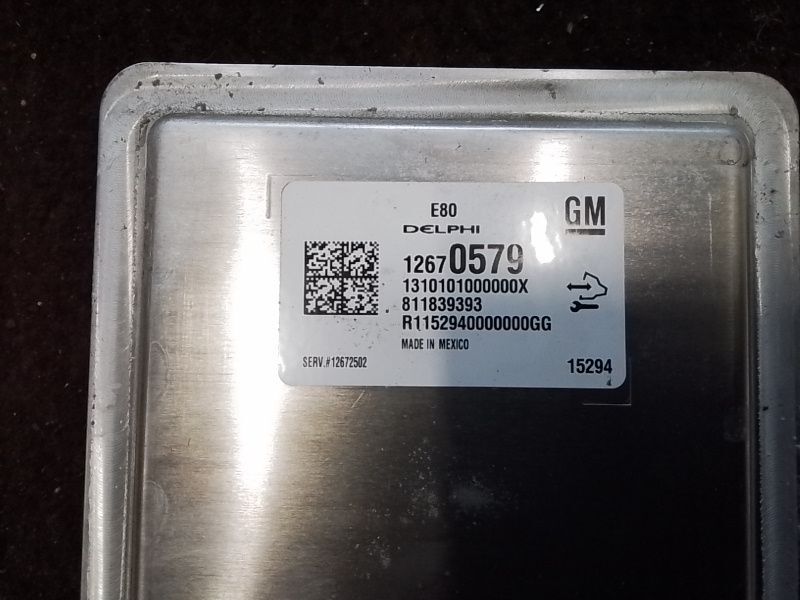 E80
DELPHI
GM
12670579
1310101000000X
811839393
R1152940000000GG
MADE IN MEXICO
SERV.#12672502
15294